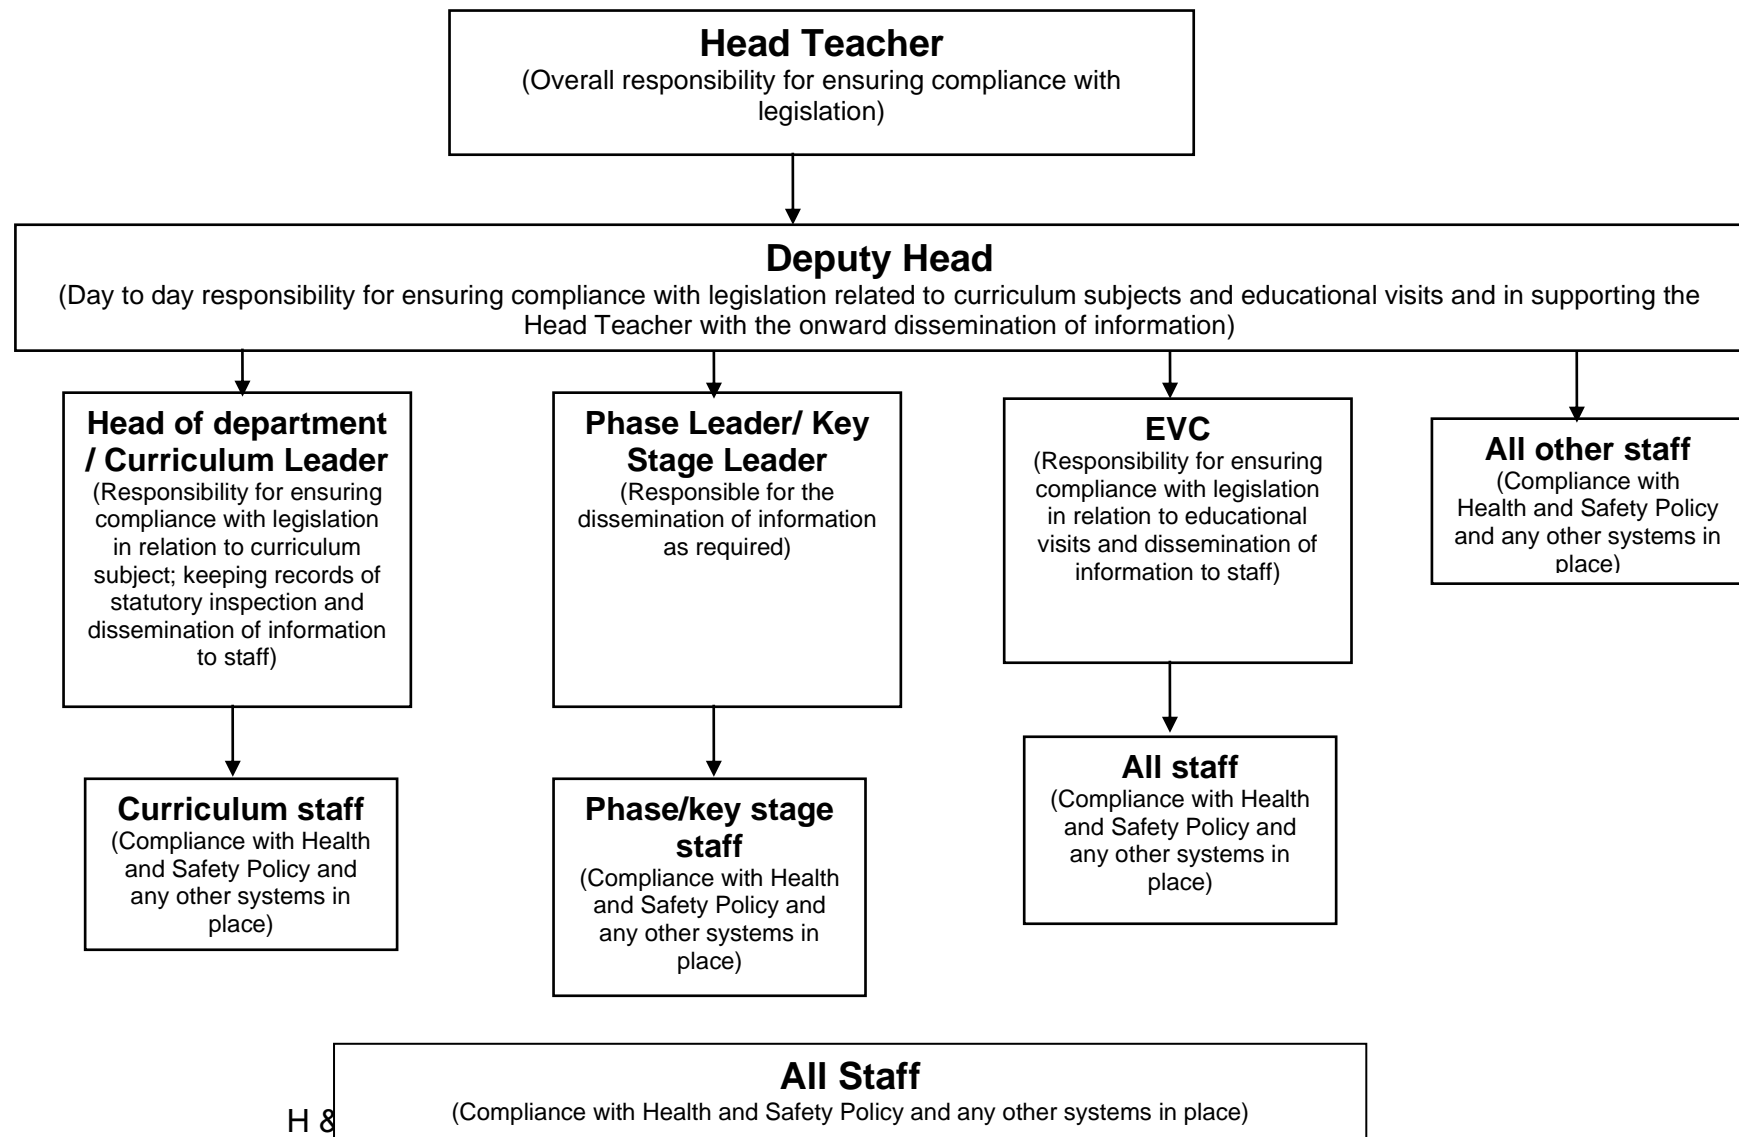 Head Teacher
(Overall responsibility for ensuring compliance with
legislation)
Deputy Head
(Day to day responsibility for ensuring compliance with legislation related to curriculum subjects and educational visits and in supporting the
Head Teacher with the onward dissemination of information)
Head of department
/ Curriculum Leader
(Responsibility for ensuring
compliance with legislation
in relation to curriculum
subject; keeping records of
statutory inspection and
dissemination of information
to staff)
Phase Leader/ Key
Stage Leader
(Responsible for the
dissemination of information
as required)
EVC
(Responsibility for ensuring
compliance with legislation
in relation to educational
visits and dissemination of
information to staff)
All other staff
(Compliance with
Health and Safety Policy
and any other systems in
place)
Curriculum staff
(Compliance with Health
and Safety Policy and
any other systems in
place)
Phase/key stage
staff
(Compliance with Health
and Safety Policy and
any other systems in
place)
All staff
(Compliance with Health
and Safety Policy and
any other systems in
place)
All Staff
(Compliance with Health and Safety Policy and any other systems in place)
H &